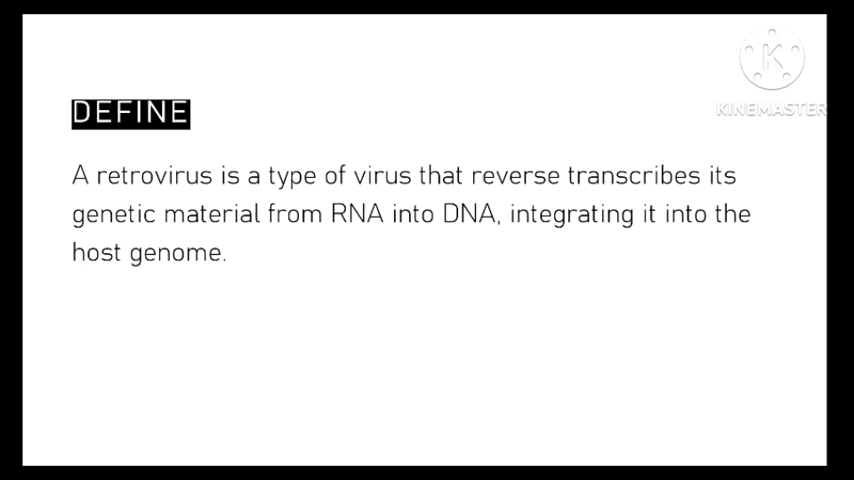 K
KINEMASTER
DEFINE
A retrovirus is a type of virus that reverse transcribes its
genetic material from RNA into DNA, integrating it into the
host genome.